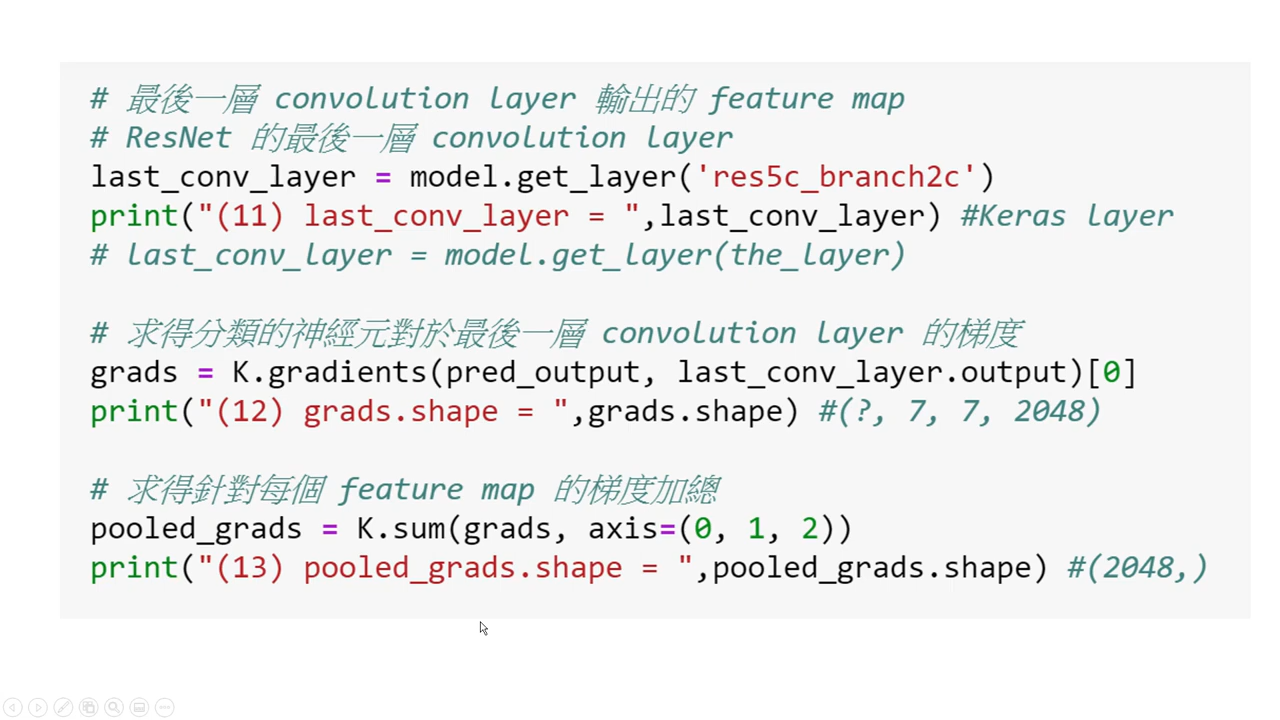 # 最後一層 convolution layer 輸出的 feature map
# ResNet 的最後一層 convolution layer
last_conv_layer = model.get_layer('res5c_branch2c')
print("(11) last_conv_layer = ",last_conv_layer) #Keras layer
# last_conv_layer = model.get_layer(the_layer)
# 求得分類的神經元對於最後一層 convolution layer 的梯度
grads = K.gradients(pred_output, last_conv_layer.output)[0]
print("(12) grads.shape = ",grads.shape) #(?, 7, 7, 2048)
# 求得針對每個 feature map 的梯度加總
pooled_grads = K.sum(grads, axis=(0, 1, 2))
print("(13) pooled_grads.shape = ",pooled_grads.shape) #(2048,)